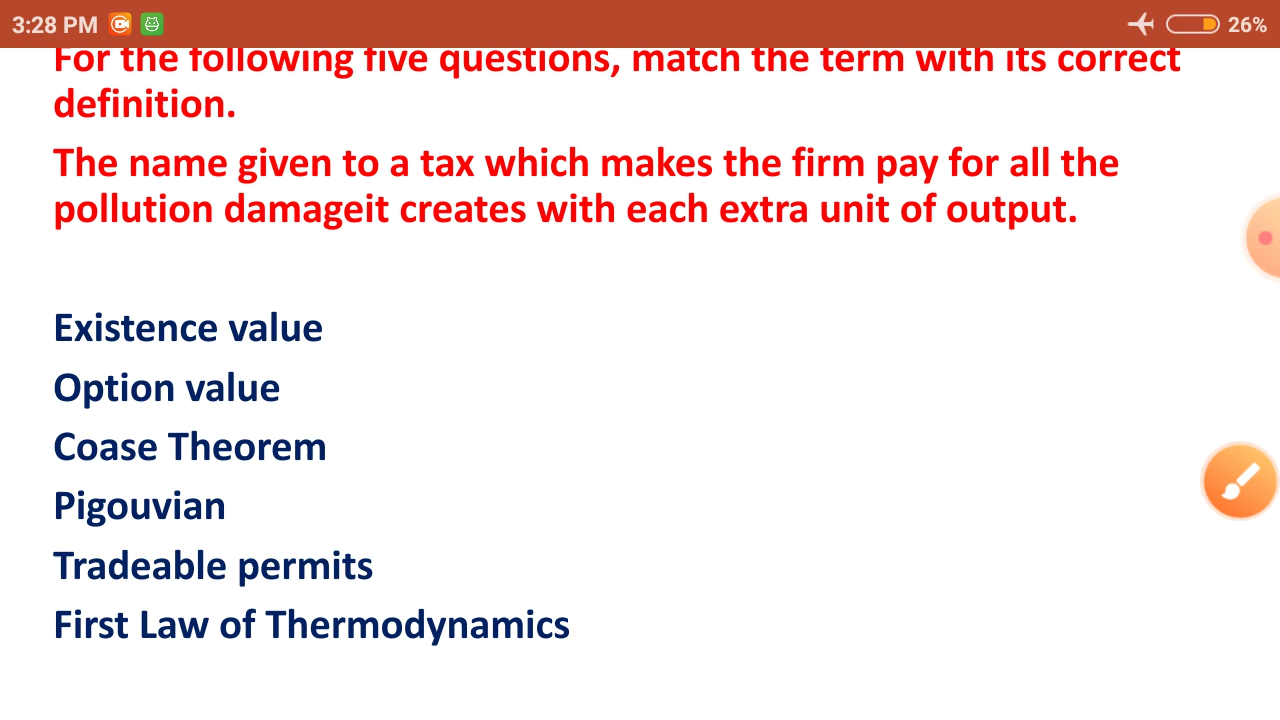 3:28 PM
26%
For the following five questions, match the term with its correct
definition.
The name given to a tax which makes the firm pay for all the
pollution damageit creates with each extra unit of output.
Existence value
Option value
Coase Theorem
Pigouvian
Tradeable permits
First Law of Thermodynamics